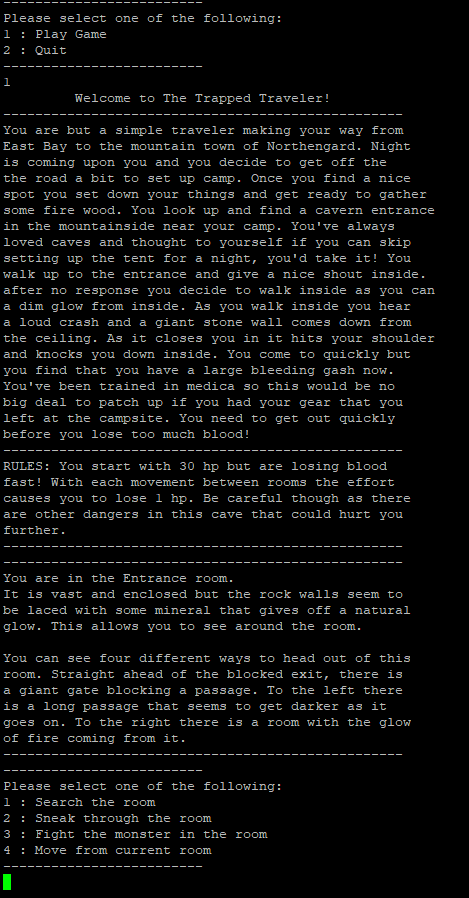 -------------------------
Please select one of the following:
1 : Play Game
2 : Quit
-------------------------
1
Welcome to The Trapped Traveler!
--------------------------------------------------
You are but a simple traveler making your way from
East Bay to the mountain town of Northengard. Night
is coming upon you and you decide to get off the
the road a bit to set up camp. Once you find a nice
spot you set down your things and get ready to gather
some fire wood. You look up and find a cavern entrance
in the mountainside near your camp. You've always
loved caves and thought to yourself if you can skip
setting up the tent for a night, you'd take it! You
walk up to the entrance and give a nice shout inside.
after no response you decide to walk inside as you can
a dim glow from inside. As you walk inside you hear
a loud crash and a giant stone wall comes down from
the ceiling. As it closes you in it hits your shoulder
and knocks you down inside. You come to quickly but
you find that you have a large bleeding gash now.
You've been trained in medica so this would be no
big deal to patch up if you had your gear that you
left at the campsite. You need to get out quickly
before you lose too much blood!
--------------------------------------------------
RULES: You start with 30 hp but are losing blood
fast! With each movement between rooms the effort
causes you to lose 1 hp. Be careful though as there
are other dangers in this cave that could hurt you
further.
--------------------------------------------------
--------------------------------------------------
You are in the Entrance room.
It is vast and enclosed but the rock walls seem to
be laced with some mineral that gives off a natural
glow. This allows you to see around the room.

You can see four different ways to head out of this
room. Straight ahead of the blocked exit, there is
a giant gate blocking a passage. To the left there
is a long passage that seems to get darker as it
goes on. To the right there is a room with the glow
of fire coming from it.
--------------------------------------------------
-------------------------
Please select one of the following:
1 : Search the room
2 : Sneak through the room
3 : Fight the monster in the room
4 : Move from current room
-------------------------